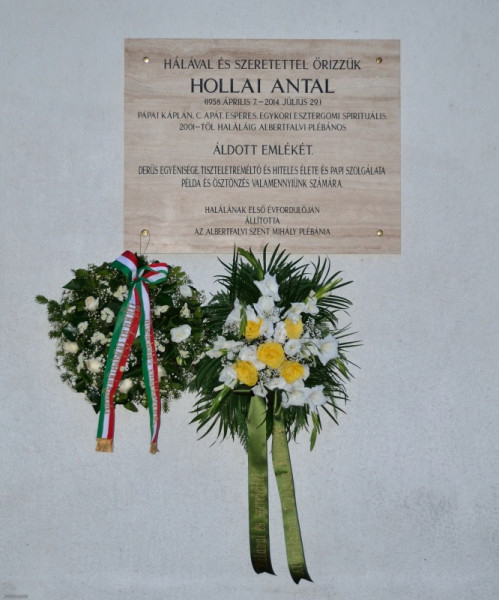 HÁLÁVAL ÉS SZERETETTEL ŐRIZZÜK
HOLLAI ANTAL
(1958. ÁPRILIS 7.–2014. JÚLIUS 29.)
PÁPAI KÁPLÁN, C. APÁT, ESPERES, EGYKORI ESZTERGOMI SPIRITUÁLIS,
2001-TŐL HALÁLÁIG ALBERTFALVI PLÉBÁNOS
ÁLDOTT EMLÉKÉT.
DERŰS EGYÉNISÉGE, TISZTELETREMÉLTÓ ÉS HITELES ÉLETE ÉS PAPI SZOLGÁLATA
PÉLDA ÉS ÖSZTÖNZÉS VALAMENNYIÜNK SZÁMÁRA.
HALÁLÁNAK ELSŐ ÉVFORDULÓJÁN
ÁLLÍTOTTA
AZ ALBERTFALVI SZENT MIHÁLY PLÉBÁNIA